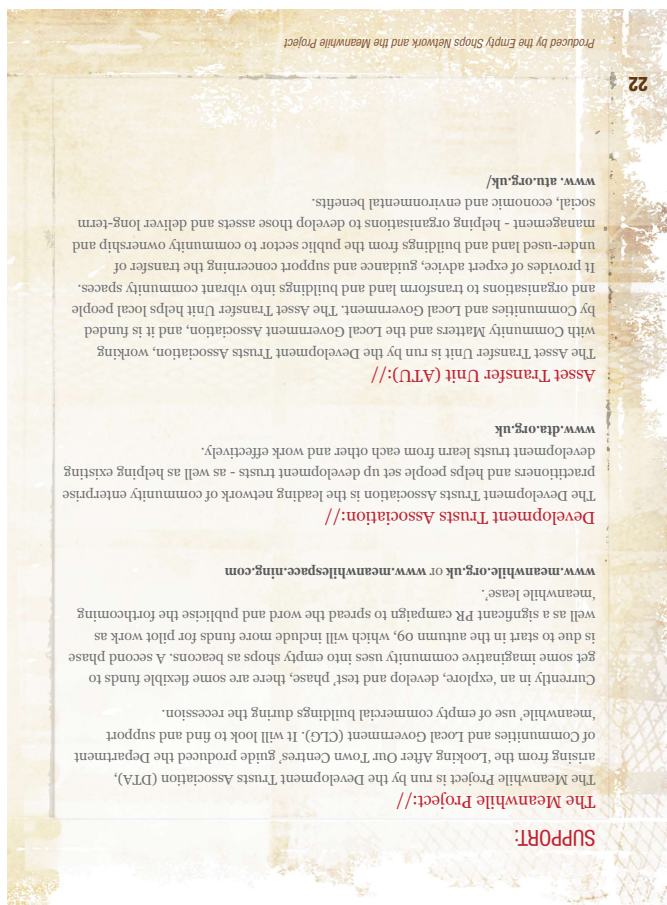 SUPPORT:
The Meanwhile Project://
The Meanwhile Project is run by the Development Trusts Association (DTA),
arising from the 'Looking After Our Town Centres' guide produced the Department
of Communities and Local Government (CLG). It will look to find and support
'meanwhile' use of empty commercial buildings during the recession.
Currently in an 'explore, develop and test' phase, there are some flexible funds to
get some imaginative community uses into empty shops as beacons. A second phase
is due to start in the autumn 09, which will include more funds for pilot work as
well as a significant PR campaign to spread the word and publicise the forthcoming
'meanwhile lease'.
www.meanwhile.org.uk or www.meanwhilespace.ning.com
Development Trusts Association://
The Development Trusts Association is the leading network of community enterprise
practitioners and helps people set up development trusts - as well as helping existing
development trusts learn from each other and work effectively.
www.dta.org.uk
Asset Transfer Unit (ATU)://
The Asset Transfer Unit is run by the Development Trusts Association, working
with Community Matters and the Local Government Association, and it is funded
by Communities and Local Government. The Asset Transfer Unit helps local people
and organisations to transform land and buildings into vibrant community spaces.
It provides of expert advice, guidance and support concerning the transfer of
under-used land and buildings from the public sector to community ownership and
management - helping organisations to develop those assets and deliver long-term
social, economic and environmental benefits.
www. atu.org.uk/
22
Produced by the Empty Shops Network and the Meanwhile Project